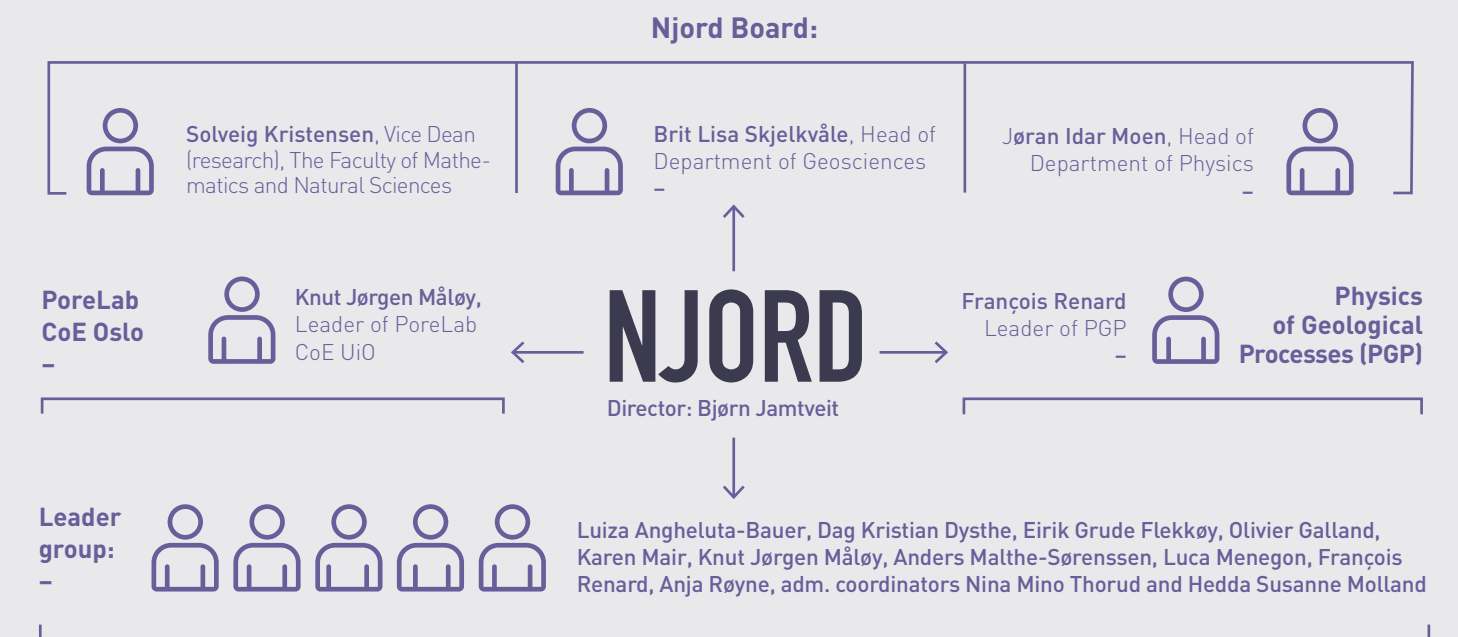 Njord Board:
Solveig Kristensen, Vice Dean
(research), The Faculty of Mathe-
matics and Natural Sciences
Brit Lisa Skjelkvåle, Head of
Department of Geosciences
–
Jøran Idar Moen, Head of
Department of Physics
–
PoreLab
CoE Oslo
–
Knut Jørgen Måløy,
Leader of PoreLab
CoE UiO
NJORD
Director: Bjørn Jamtveit
François Renard
Leader of PGP
–
Physics
of Geological
Processes (PGP)
Leader
group:
–
Luiza Angheluta-Bauer, Dag Kristian Dysthe, Eirik Grude Flekkøy, Olivier Galland,
Karen Mair, Knut Jørgen Måløy, Anders Malthe-Sørenssen, Luca Menegon, François
Renard, Anja Røyne, adm. coordinators Nina Mino Thorud and Hedda Susanne Molland